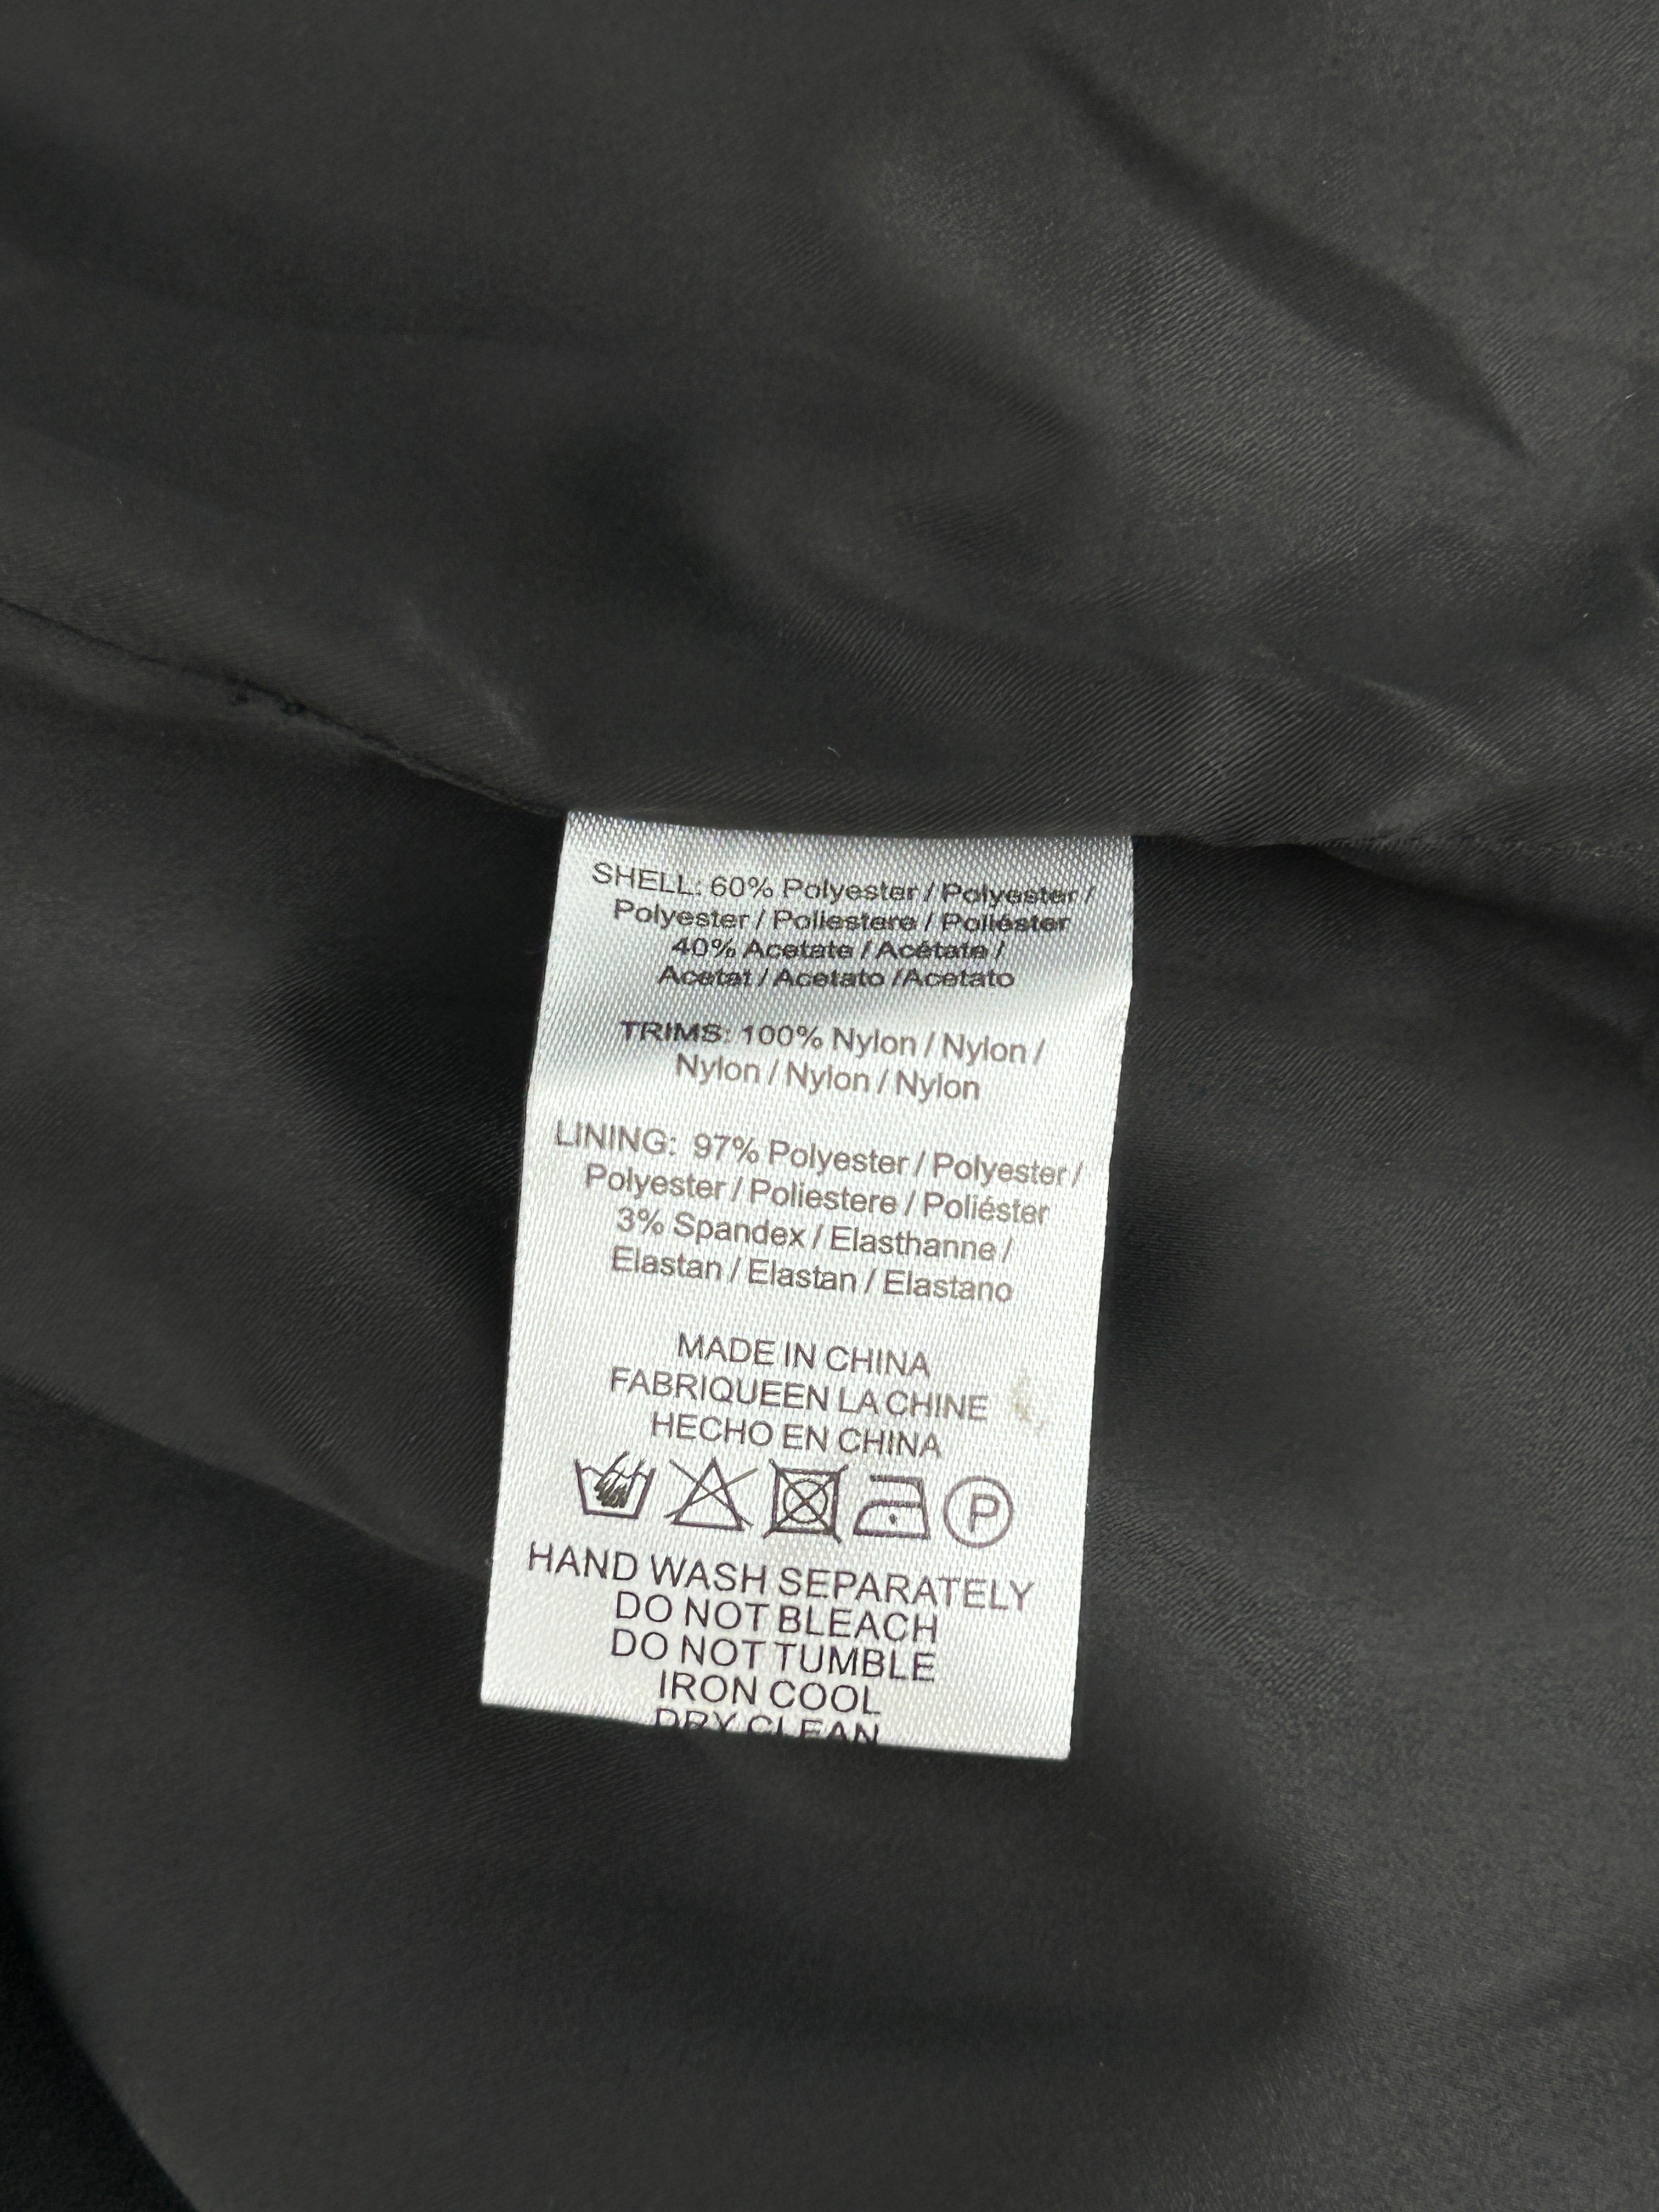 SHELL: 60% Polyester / Polyester /
Polyester / Poliestere / Poliéster
40% Acetate / Acétate /
Acetat / Acetato /Acetato
TRIMS: 100% Nylon / Nylon /
Nylon / Nylon / Nylon
LINING: 97% Polyester / Polyester /
Polyester / Poliestere / Poliéster
3% Spandex / Elasthanne /
Elastan / Elastan / Elastano
MADE IN CHINA
FABRIQUEEN LA CHINE
HECHO EN CHINA
P
HAND WASH SEPARATELY
DO NOT BLEACH
DO NOT TUMBLE
IRON COOL
DRY CLEAN